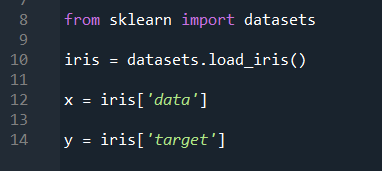 8 from sklearn import datasets
9
10 iris = datasets.load_iris()
11
12 x = iris['data']
13
14 y = iris['target']